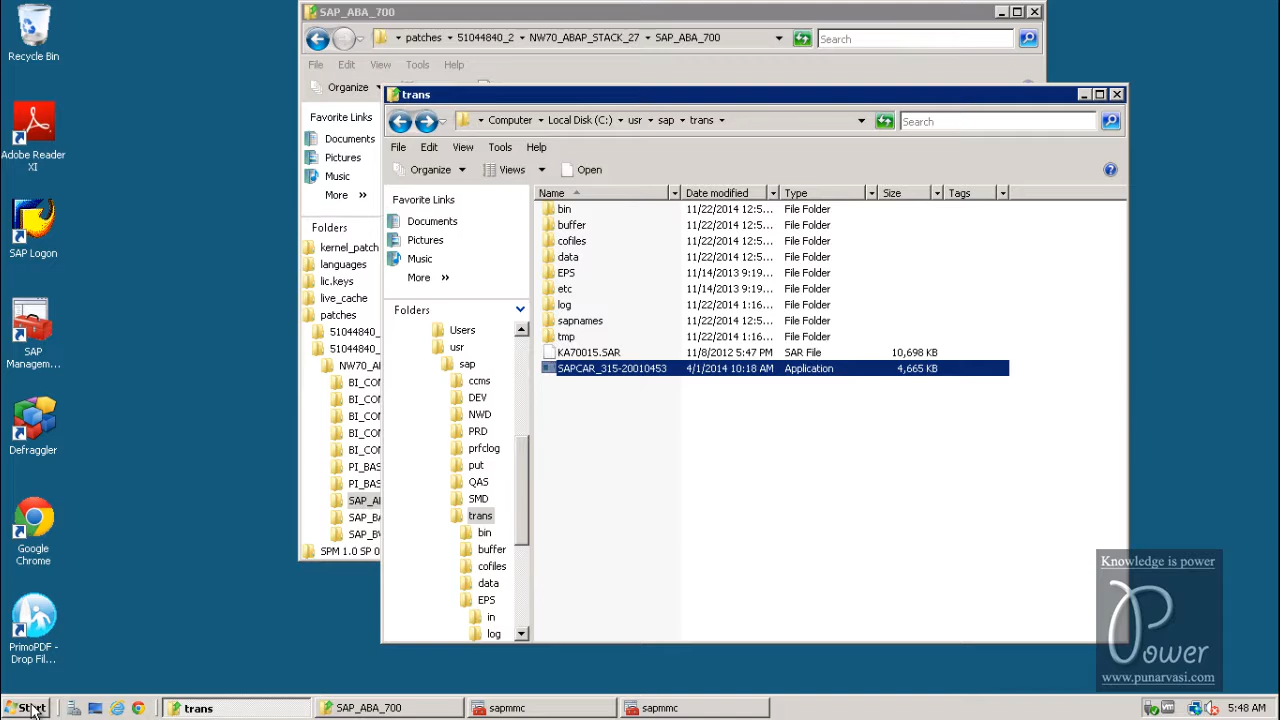 Recycle Bin
Adobe Reader
XI
SAP Logon
SAP
Managem...
Defraggler
Google
Chrome
PrimoPDF -
Drop Fil...
SAP_ABA_700
patches 51044840_2 NW70_ABAP_STACK_27 SAP_ABA_700
Search
File Edit View Tools Help
Organize
Favorite Links
Documents
Pictures
Music
More »
Folders
kernel_patch
languages
lic.keys
live_cache
patches
51044840_
51044840_
NW70_A
BI_CO
BI_CO
BI_CO
BI_CO
BI_CO
PI_BAS
PI_BAS
SAP_A
SAP_B
SAP_B
SPM 1.0 SP 0
trans
Computer Local Disk (C:) usr sap trans
Search
File Edit View Tools Help
Organize Views Open
Favorite Links
Documents
Pictures
Music
More »
Folders
Users
usr
sap
ccms
DEV
NWD
PRD
prfclog
put
QAS
SMD
trans
bin
buffer
cofiles
data
EPS
in
log
Name Date modified Type Size Tags
bin 11/22/2014 12:5... File Folder
buffer 11/22/2014 12:5... File Folder
cofiles 11/22/2014 12:5... File Folder
data 11/22/2014 12:5... File Folder
EPS 11/14/2013 9:19... File Folder
etc 11/14/2013 9:19... File Folder
log 11/22/2014 1:16... File Folder
sapnames 11/22/2014 12:5... File Folder
tmp 11/22/2014 1:16... File Folder
KA70015.SAR 11/8/2012 5:47 PM SAR File 10,698 KB
SAPCAR_315-20010453 4/1/2014 10:18 AM Application 4,665 KB
Knowledge is power
Power
www.punarvasi.com
Start
trans
SAP_ABA_700
sapmmc
sapmmc
5:48 AM